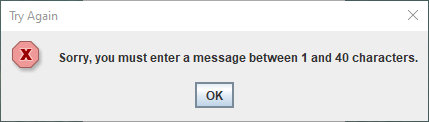 Try Again
Sorry, you must enter a message between 1 and 40 characters.
OK